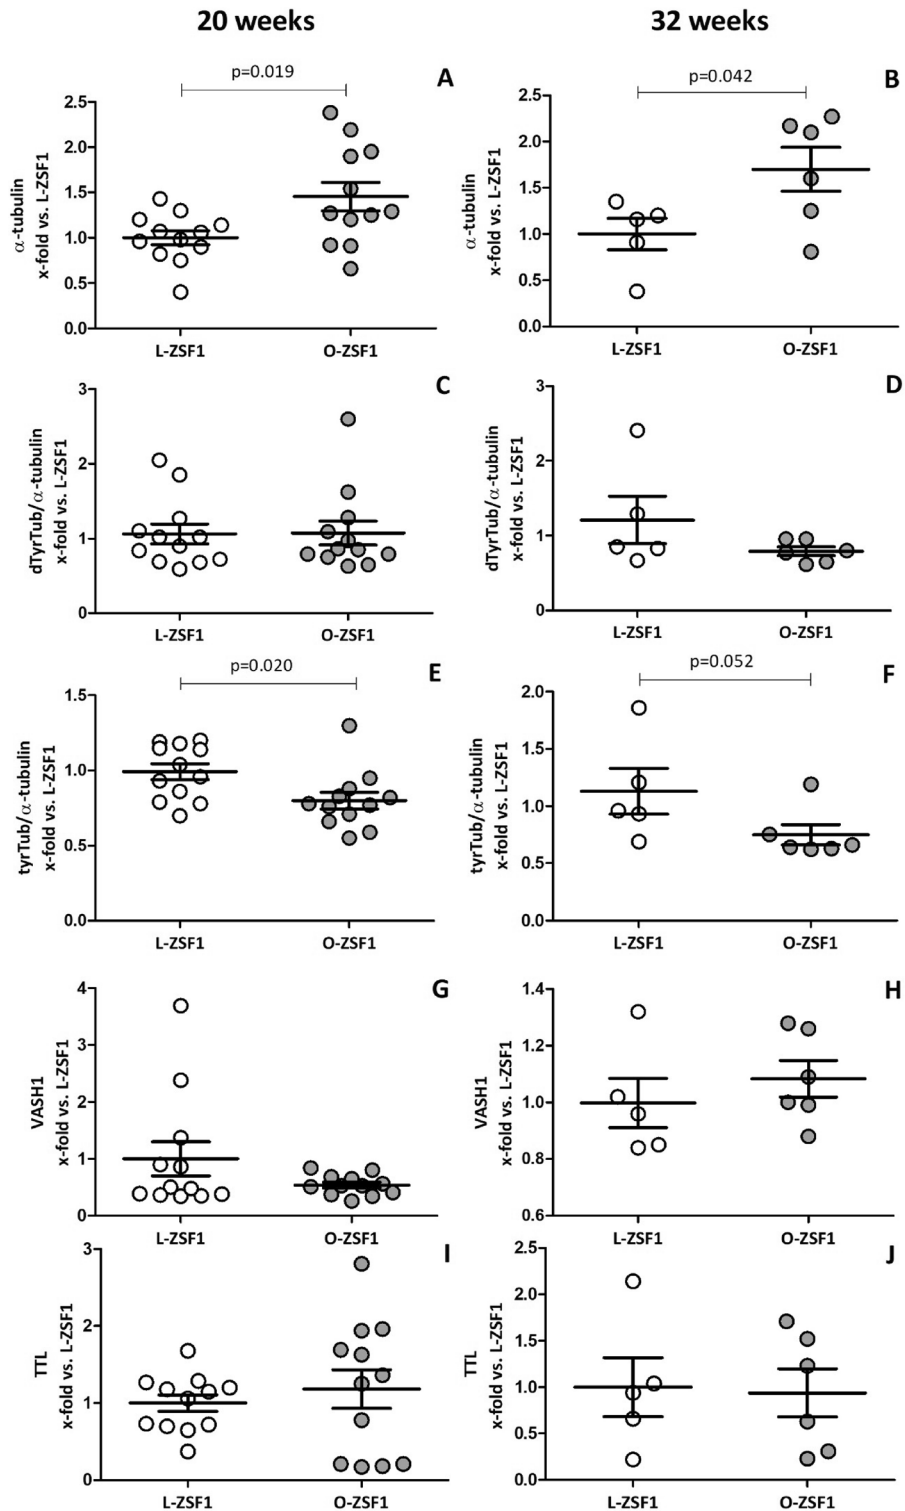 20 weeks
32 weeks
A
p=0.019
α-tubulin
x-fold vs. L-ZSF1
2.5
2.0
1.5
1.0
0.5
0.0
L-ZSF1
O-ZSF1
B
p=0.042
α-tubulin
x-fold vs. L-ZSF1
2.5
2.0
1.5
1.0
0.5
0.0
L-ZSF1
O-ZSF1
C
dTyrTub/α-tubulin
x-fold vs. L-ZSF1
3
2
1
0
L-ZSF1
O-ZSF1
D
dTyrTub/α-tubulin
x-fold vs. L-ZSF1
3
2
1
0
L-ZSF1
O-ZSF1
E
p=0.020
tyrTub/α-tubulin
x-fold vs. L-ZSF1
1.5
1.0
0.5
0.0
L-ZSF1
O-ZSF1
F
p=0.052
tyrTub/α-tubulin
x-fold vs. L-ZSF1
2.0
1.5
1.0
0.5
0.0
L-ZSF1
O-ZSF1
G
VASH1
x-fold vs. L-ZSF1
4
3
2
1
0
L-ZSF1
O-ZSF1
H
VASH1
x-fold vs. L-ZSF1
1.4
1.2
1.0
0.8
0.6
L-ZSF1
O-ZSF1
I
TTL
x-fold vs. L-ZSF1
3
2
1
0
L-ZSF1
O-ZSF1
J
TTL
x-fold vs. L-ZSF1
2.5
2.0
1.5
1.0
0.5
0.0
L-ZSF1
O-ZSF1